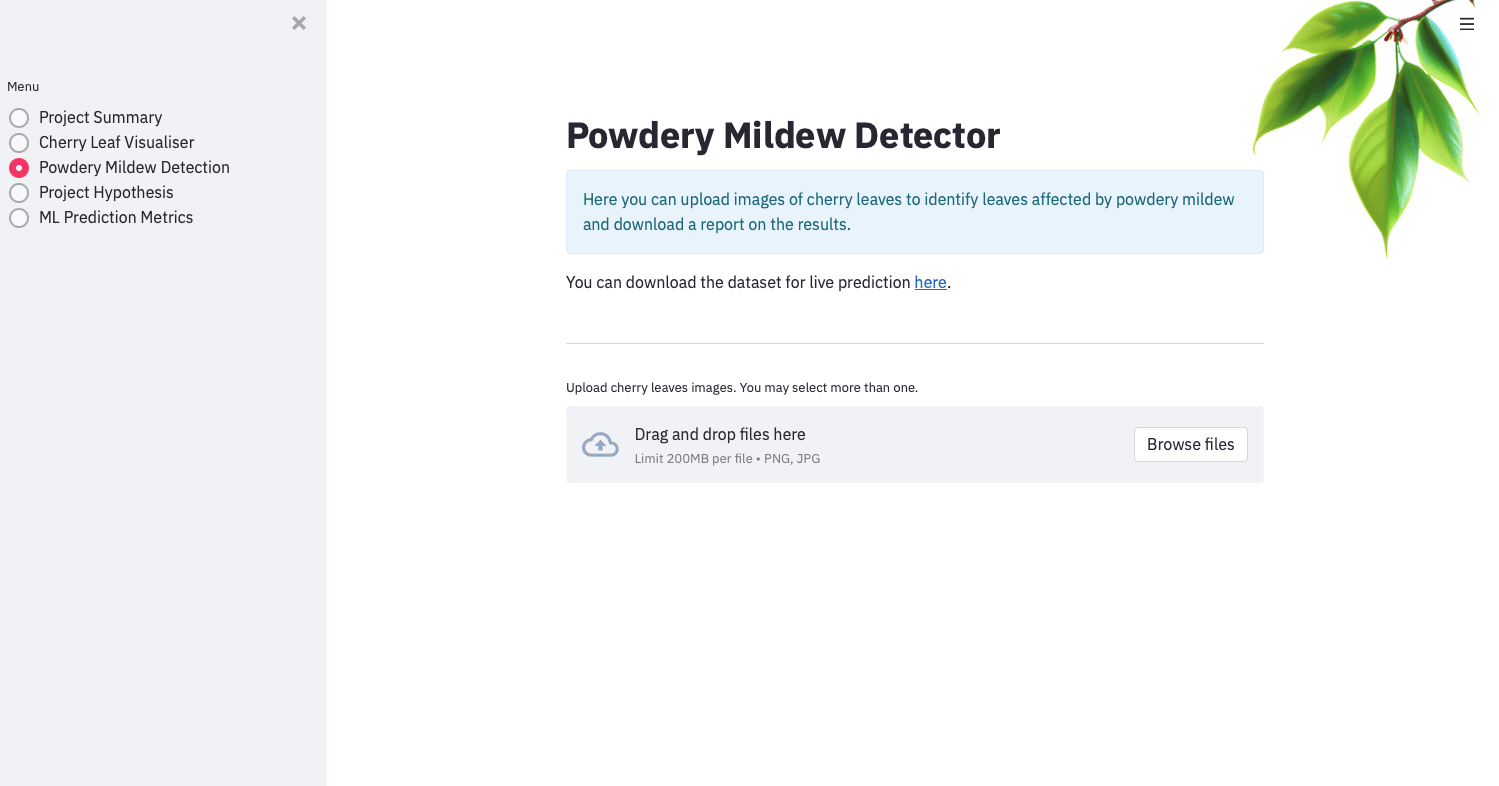 Menu
Project Summary
Cherry Leaf Visualiser
Powdery Mildew Detection
Project Hypothesis
ML Prediction Metrics
Powdery Mildew Detector
Here you can upload images of cherry leaves to identify leaves affected by powdery mildew
and download a report on the results.
You can download the dataset for live prediction here.
Upload cherry leaves images. You may select more than one.
Drag and drop files here
Limit 200MB per file • PNG, JPG
Browse files